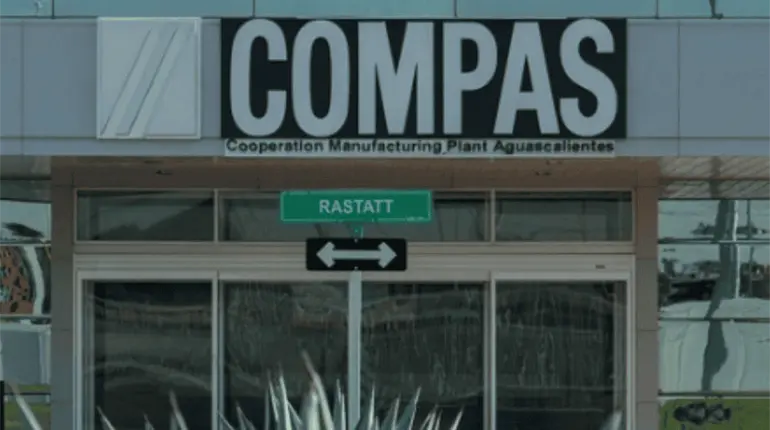 COMPAS
Cooperation Manufacturing Plant Aguascalientes
RASTATT